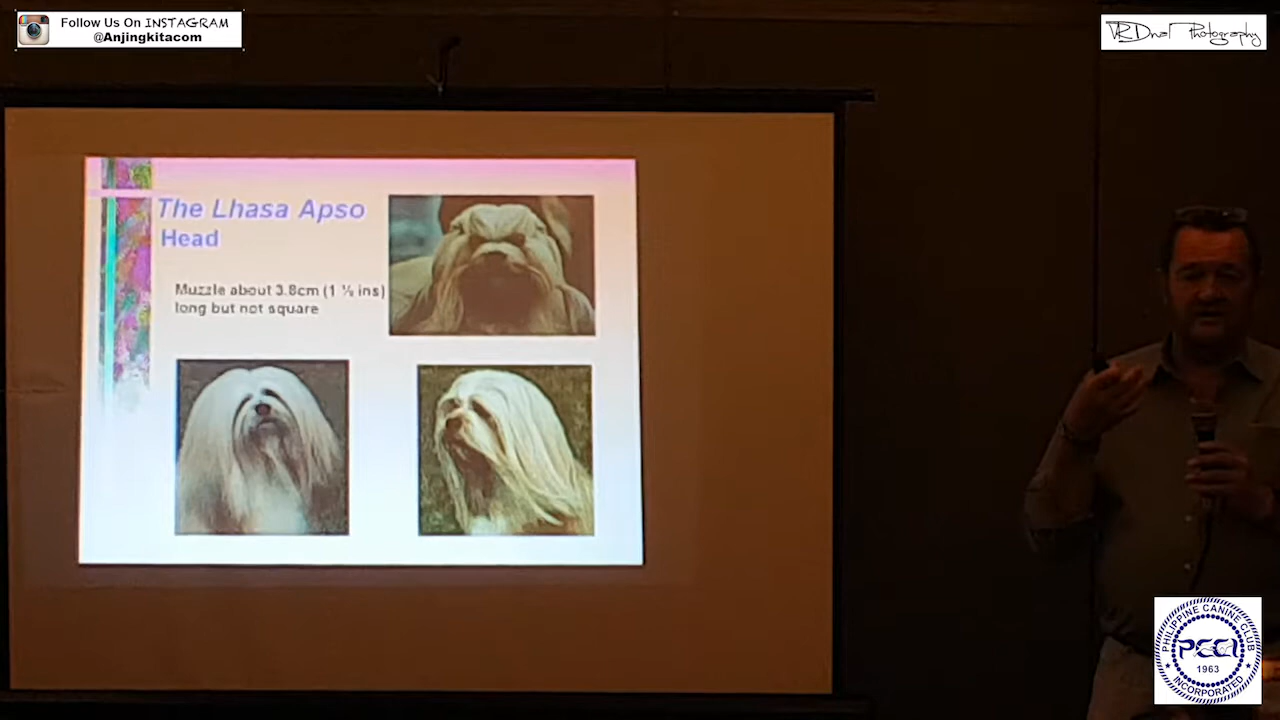 Follow Us On INSTAGRAM
@Anjingkitacom
VRDnal Photography
The Lhasa Apso
Head
Muzzle about 3.8cm (1 ½ ins)
long but not square
PHILIPPINE CANINE CLUB
PCCI
1963
INCORPORATED